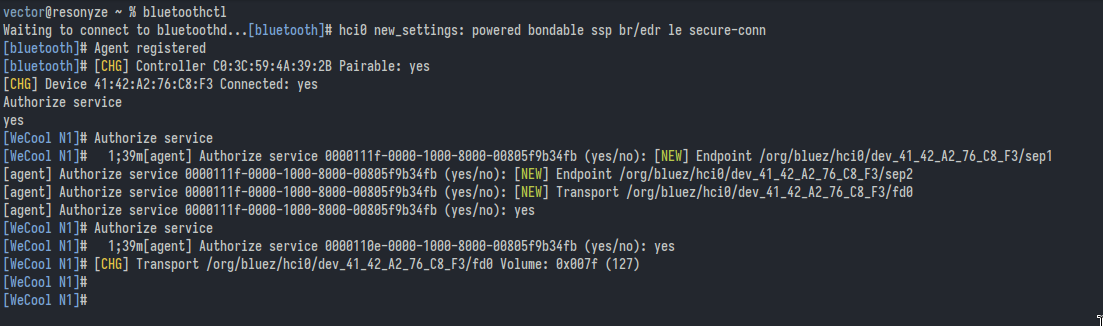 vector@resonyze ~ % bluetoothctl
Waiting to connect to bluetoothd...[bluetooth]# hci0 new_settings: powered bondable ssp br/edr le secure-conn
[bluetooth]# Agent registered
[bluetooth]# [CHG] Controller C0:3C:59:4A:39:2B Pairable: yes
[CHG] Device 41:42:A2:76:C8:F3 Connected: yes
Authorize service
yes
[WeCool N1]# Authorize service
[WeCool N1]#   1;39m[agent] Authorize service 0000111f-0000-1000-8000-00805f9b34fb (yes/no): [NEW] Endpoint /org/bluez/hci0/dev_41_42_A2_76_C8_F3/sep1
[agent] Authorize service 0000111f-0000-1000-8000-00805f9b34fb (yes/no): [NEW] Endpoint /org/bluez/hci0/dev_41_42_A2_76_C8_F3/sep2
[agent] Authorize service 0000111f-0000-1000-8000-00805f9b34fb (yes/no): [NEW] Transport /org/bluez/hci0/dev_41_42_A2_76_C8_F3/fd0
[agent] Authorize service 0000111f-0000-1000-8000-00805f9b34fb (yes/no): yes
[WeCool N1]# Authorize service
[WeCool N1]#   1;39m[agent] Authorize service 0000110e-0000-1000-8000-00805f9b34fb (yes/no): yes
[WeCool N1]# [CHG] Transport /org/bluez/hci0/dev_41_42_A2_76_C8_F3/fd0 Volume: 0x007f (127)
[WeCool N1]#
[WeCool N1]#